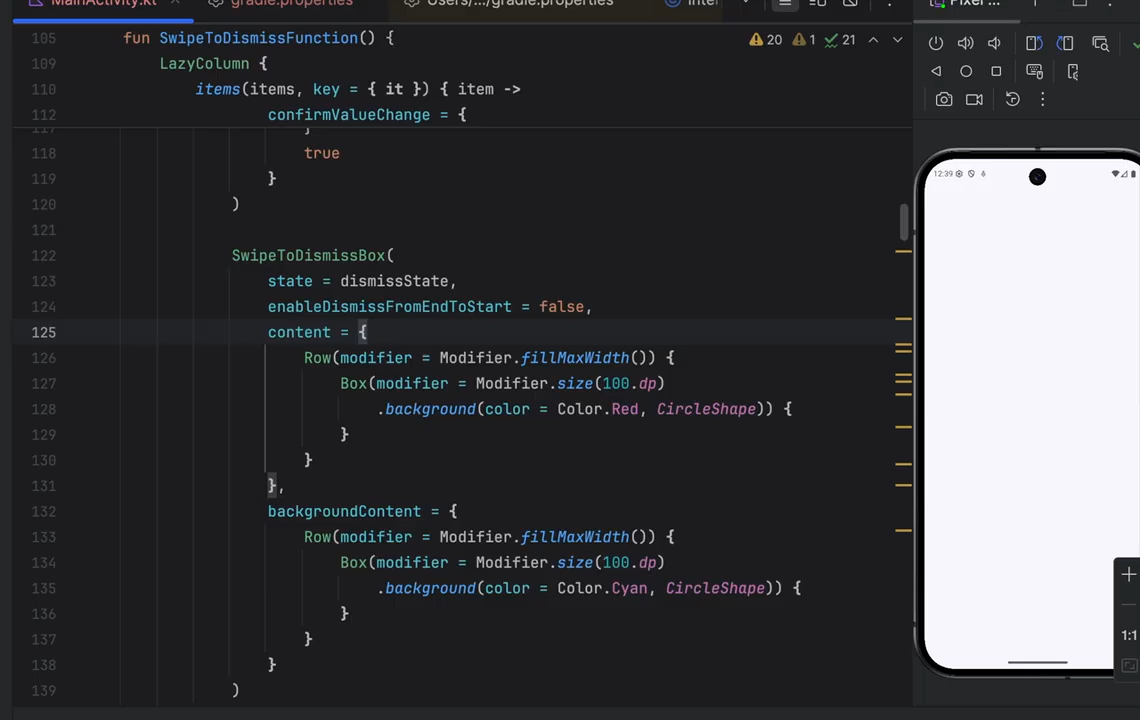 MainActivity.kt
gradle.properties
Users/.../gradle.properties
Inter
Pixel ...
105 fun SwipeToDismissFunction() {
20 1 21
109 LazyColumn {
110 items(items, key = { it }) { item ->
112 confirmValueChange = {
117 }
118 true
119 }
120 )
121
122 SwipeToDismissBox(
123 state = dismissState,
124 enableDismissFromEndToStart = false,
125 content = {
126 Row(modifier = Modifier.fillMaxWidth()) {
127 Box(modifier = Modifier.size(100.dp)
128 .background(color = Color.Red, CircleShape)) {
129 }
130 }
131 },
132 backgroundContent = {
133 Row(modifier = Modifier.fillMaxWidth()) {
134 Box(modifier = Modifier.size(100.dp)
135 .background(color = Color.Cyan, CircleShape)) {
136 }
137 }
138 }
139 )
12:39
1:1